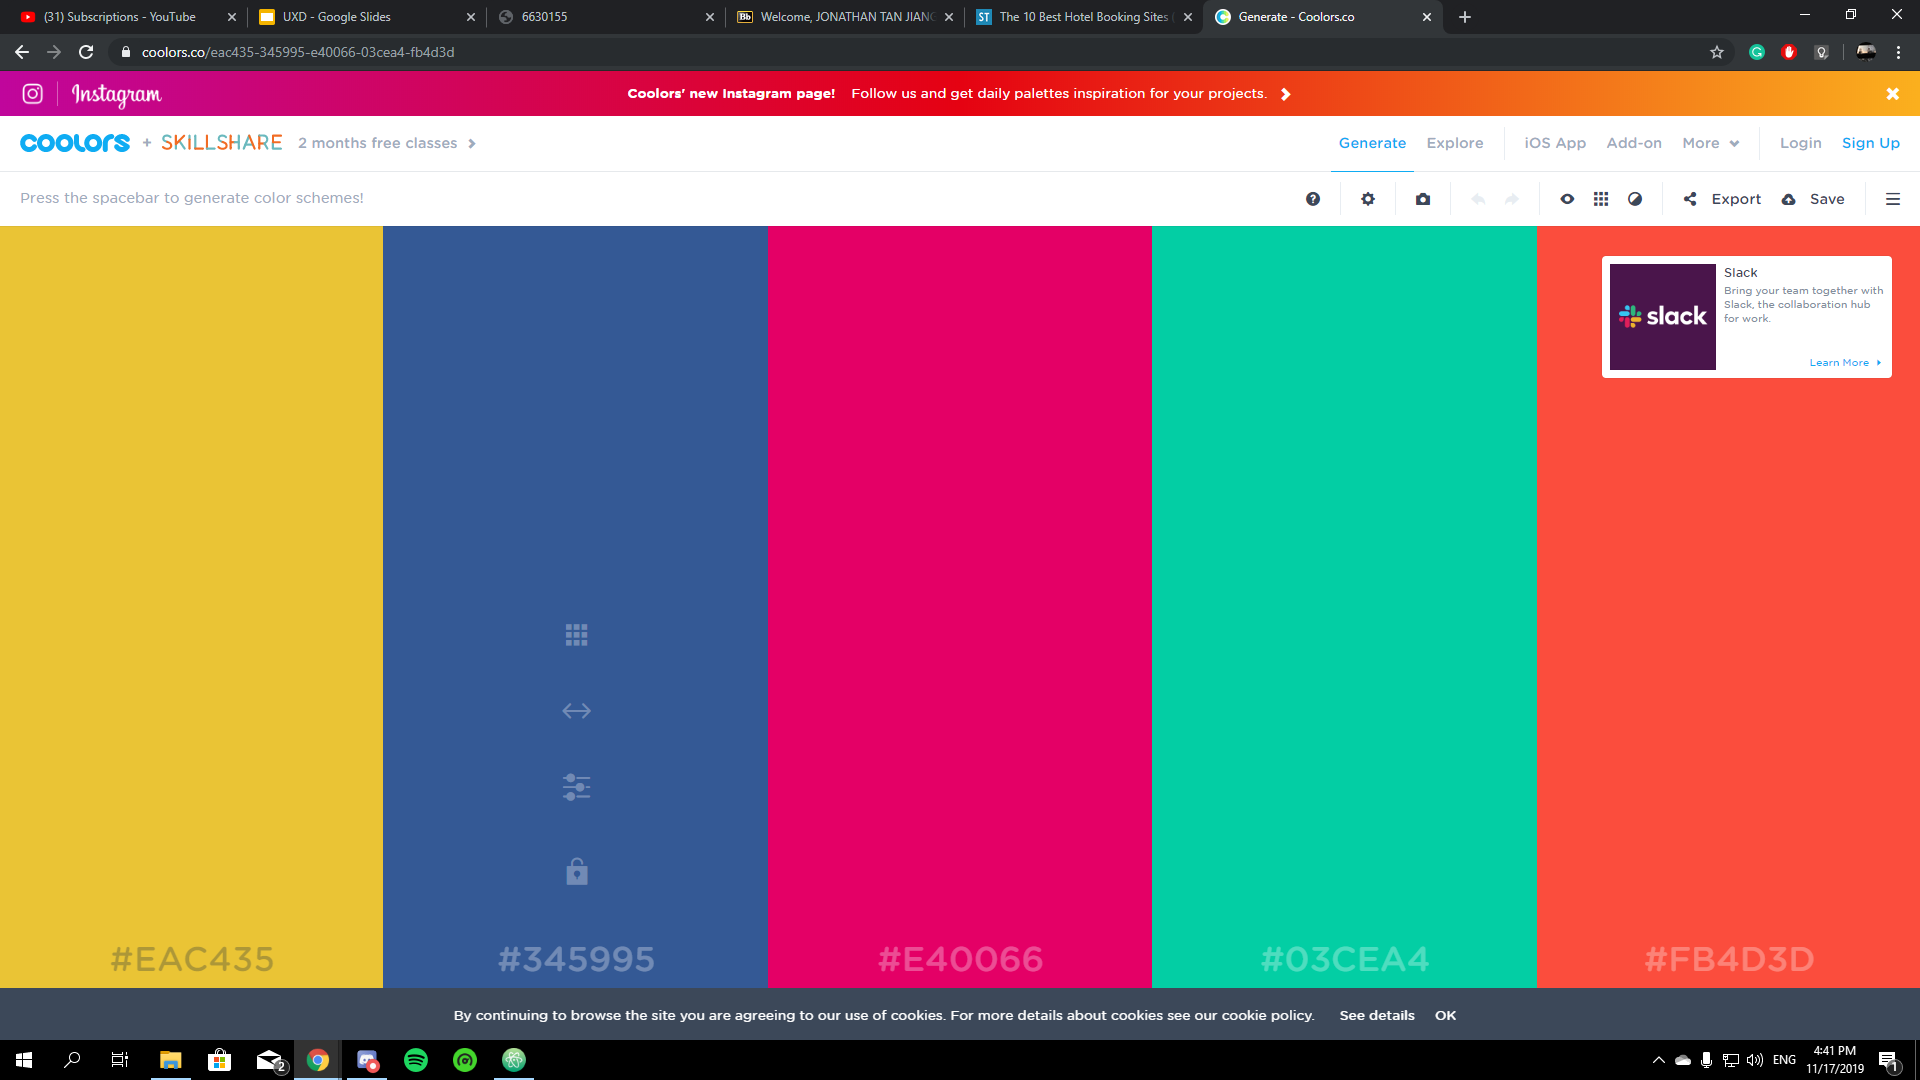 (31) Subscriptions - YouTube
UXD - Google Slides
6630155
Bb
Welcome, JONATHAN TAN JIANG
ST
The 10 Best Hotel Booking Sites
Generate - Coolors.co
coolors.co/eac435-345995-e40066-03cea4-fb4d3d
Instagram
Coolors' new Instagram page! Follow us and get daily palettes inspiration for your projects.
coolors + SKILLSHARE 2 months free classes
Generate Explore iOS App Add-on More Login Sign Up
Press the spacebar to generate color schemes!
Export Save
slack
Slack
Bring your team together with
Slack, the collaboration hub
for work.
Learn More
#EAC435
#345995
#E40066
#03CEA4
#FB4D3D
By continuing to browse the site you are agreeing to our use of cookies. For more details about cookies see our cookie policy. See details OK
2
ENG
4:41 PM
11/17/2019
1